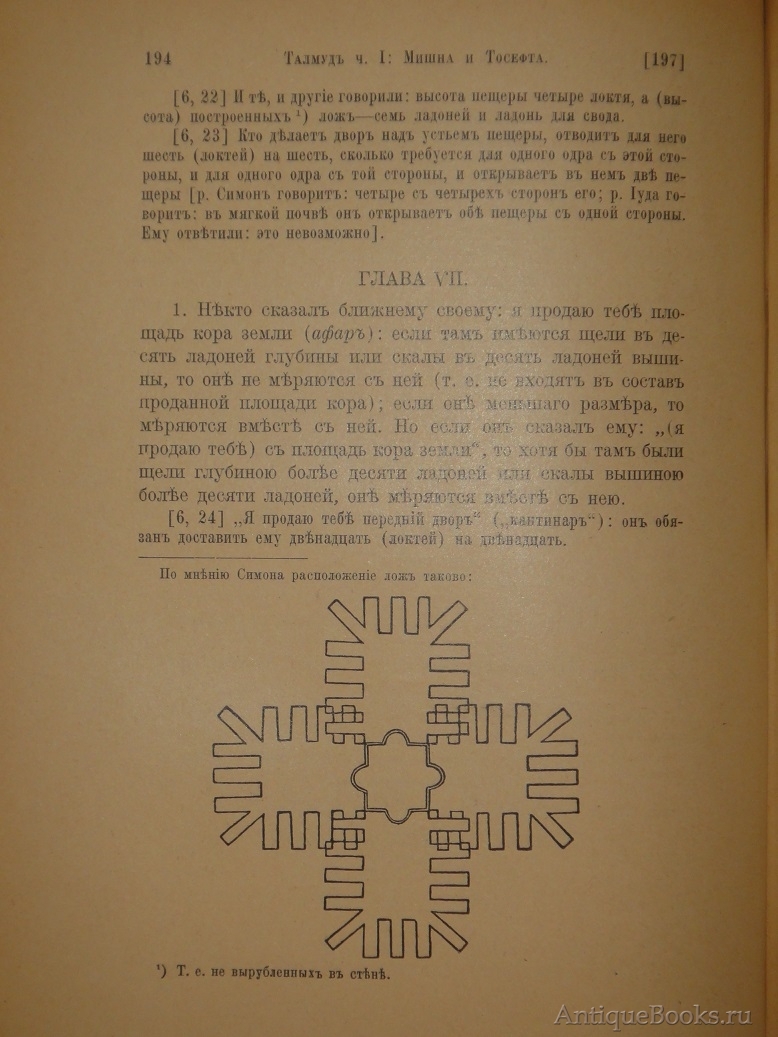 194 Талмудъ ч. I: Мишна и Тосефта. [197]
[6, 22] И тѣ, и другіе говорили: высота пещеры четыре локтя, а (вы-
сота) построенныхъ ¹) ложъ—семь ладоней и ладонь для свода.
[6, 23] Кто дѣлаетъ дворъ надъ устьемъ пещеры, отводитъ для него
шесть (локтей) на шесть, сколько требуется для одного одра съ этой сто-
роны, и для одного одра съ той стороны, и открываетъ въ немъ двѣ пе-
щеры [р. Симонъ говоритъ: четыре съ четырехъ сторонъ его; р. Іуда го-
воритъ: въ мягкой почвѣ онъ открываетъ обѣ пещеры съ одной стороны.
Ему отвѣтили: это невозможно].
ГЛАВА VII.
1. Нѣкто сказалъ ближнему своему: я продаю тебѣ пло-
щадь кора земли (афаръ): если тамъ имѣются щели въ де-
сять ладоней глубины или скалы въ десять ладоней выши-
ны, то онѣ не мѣряются съ ней (т. е. не входятъ въ составъ
проданной площади кора); если онѣ меньшаго размѣра, то
мѣряются вмѣстѣ съ ней. Но если онъ сказалъ ему: „(я
продаю тебѣ) съ площадь кора земли“, то хотя бы тамъ были
щели глубиною болѣе десяти ладоней или скалы вышиною
болѣе десяти ладоней, онѣ мѣряются вмѣстѣ съ нею.
[6, 24] „Я продаю тебѣ передній дворъ“ („кантинаръ“): онъ обя-
занъ доставить ему двѣнадцать (локтей) на двѣнадцать.
По мнѣнію Симона расположеніе ложъ таково:
¹) Т. е. не вырубленныхъ въ стѣнѣ.
AntiqueBooks.ru